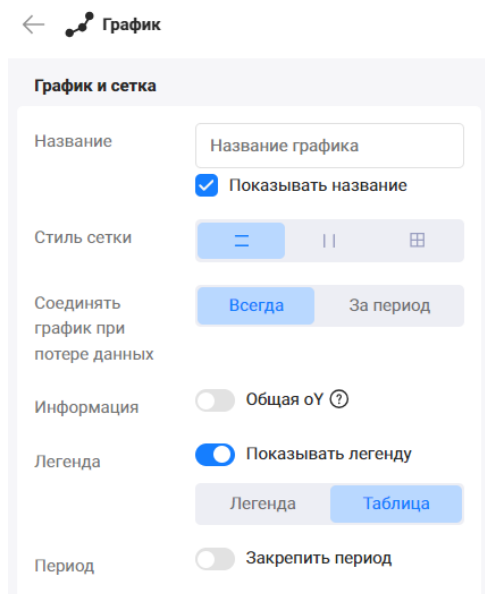 График
График и сетка
Название
Название графика
Показывать название
Стиль сетки
Соединять
график при
потере данных
Всегда
За период
Информация
Общая oY ?
Легенда
Показывать легенду
Легенда
Таблица
Период
Закрепить период